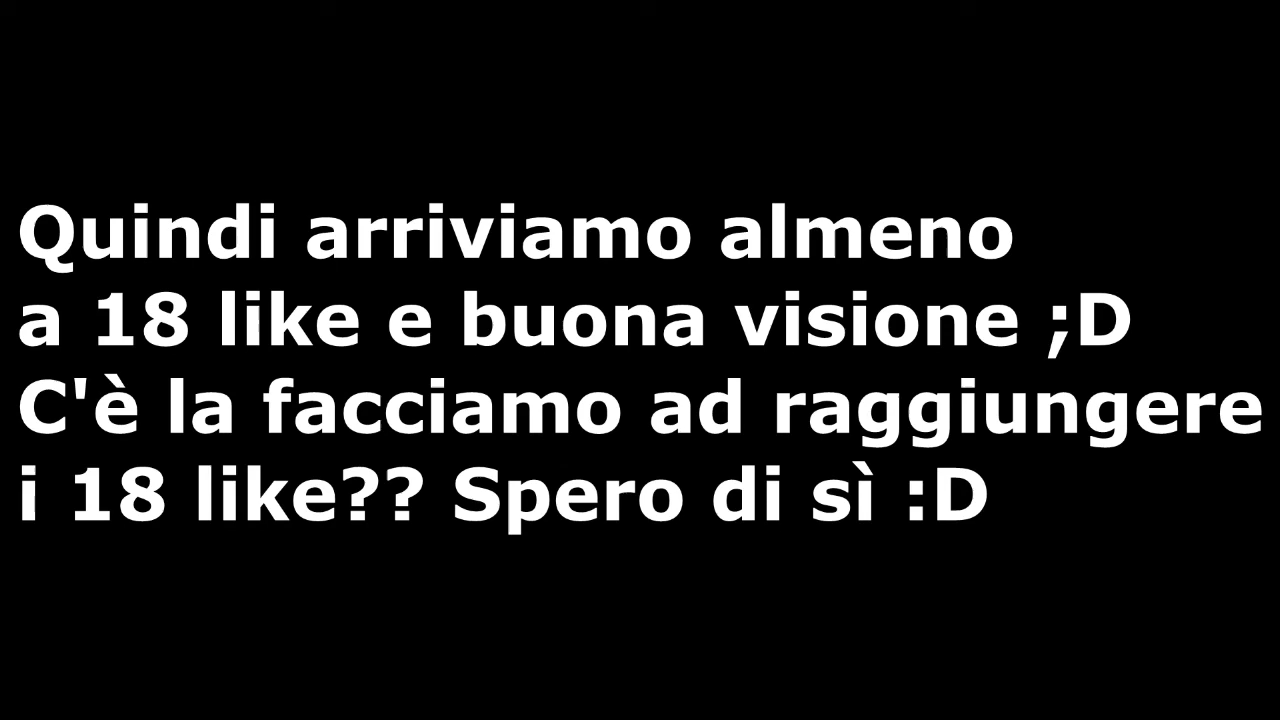 Quindi arriviamo almeno
a 18 like e buona visione ;D
C'è la facciamo ad raggiungere
i 18 like?? Spero di sì :D